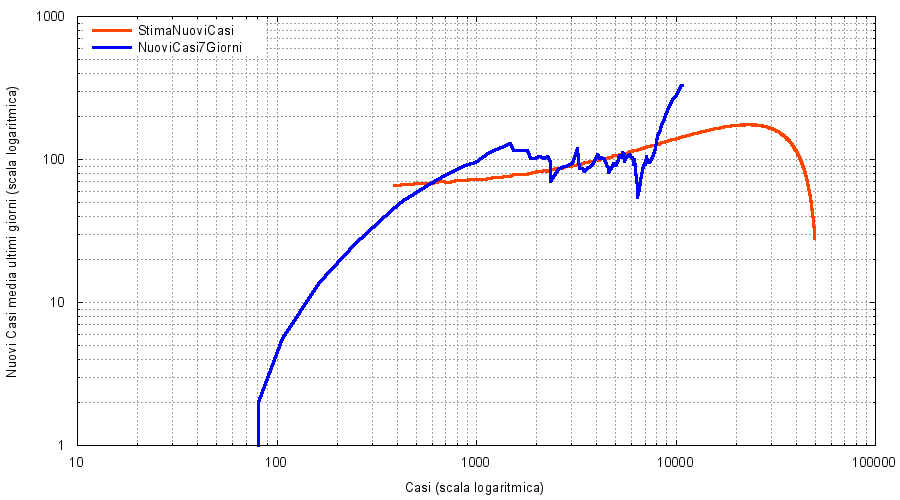 1000
StimaNuoviCasi
NuoviCasi7Giorni
100
10
1
Nuovi Casi media ultimi giorni (scala logaritmica)
10
100
1000
10000
100000
Casi (scala logaritmica)